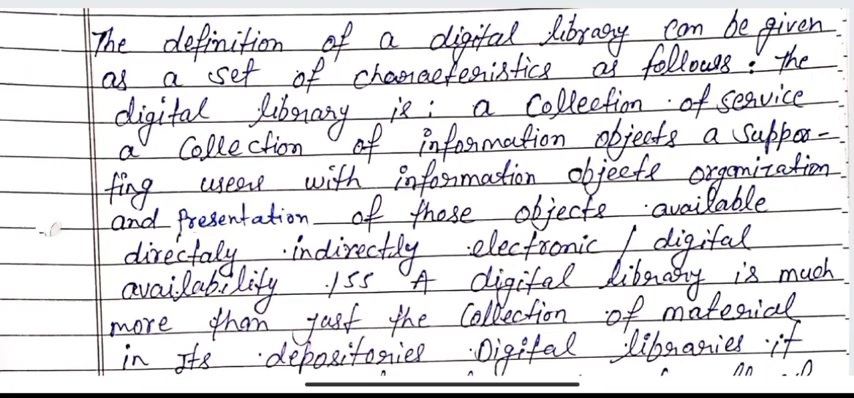 The definition of a digital library can be given
as a set of characteristics as follows: the
digital library is: a Collection of service
a Collection of information objects a suppor-
ting users with information objects organization
and presentation of those objects available
directaly indirectly electronic / digital
availability 155 A digital library is much
more than just the Collection of material
in Its depositories Digital libraries it